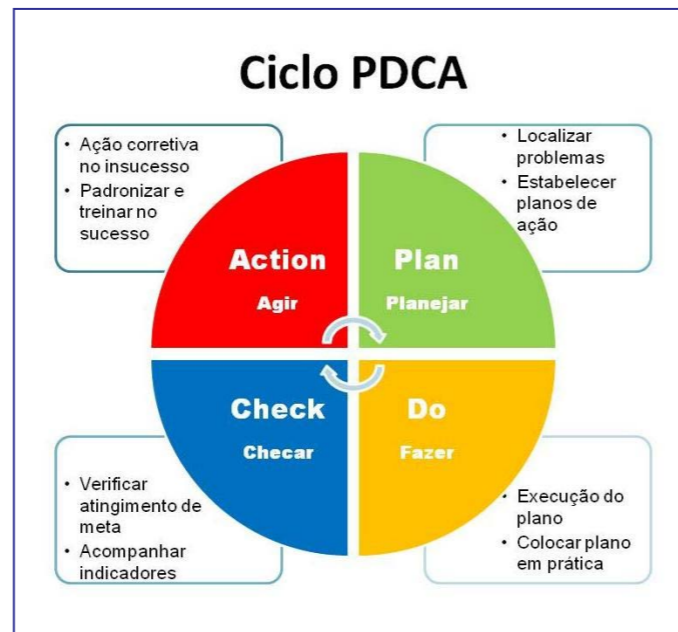 Ciclo PDCA
• Ação corretiva
no insucesso
• Padronizar e
treinar no
sucesso
• Localizar
problemas
• Estabelecer
planos de
ação
Action
Agir
Plan
Planejar
Check
Checar
Do
Fazer
• Verificar
atingimento de
meta
• Acompanhar
indicadores
• Execução do
plano
• Colocar plano
em prática